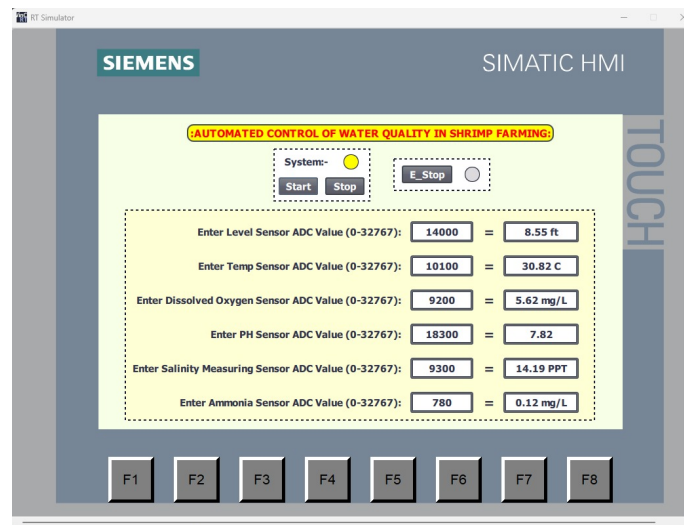 RT Simulator
SIEMENS SIMATIC HMI
TOUCH
:AUTOMATED CONTROL OF WATER QUALITY IN SHRIMP FARMING:
System:-
Start Stop
E_Stop
Enter Level Sensor ADC Value (0-32767): 14000 = 8.55 ft
Enter Temp Sensor ADC Value (0-32767): 10100 = 30.82 C
Enter Dissolved Oxygen Sensor ADC Value (0-32767): 9200 = 5.62 mg/L
Enter PH Sensor ADC Value (0-32767): 18300 = 7.82
Enter Salinity Measuring Sensor ADC Value (0-32767): 9300 = 14.19 PPT
Enter Ammonia Sensor ADC Value (0-32767): 780 = 0.12 mg/L
F1 F2 F3 F4 F5 F6 F7 F8